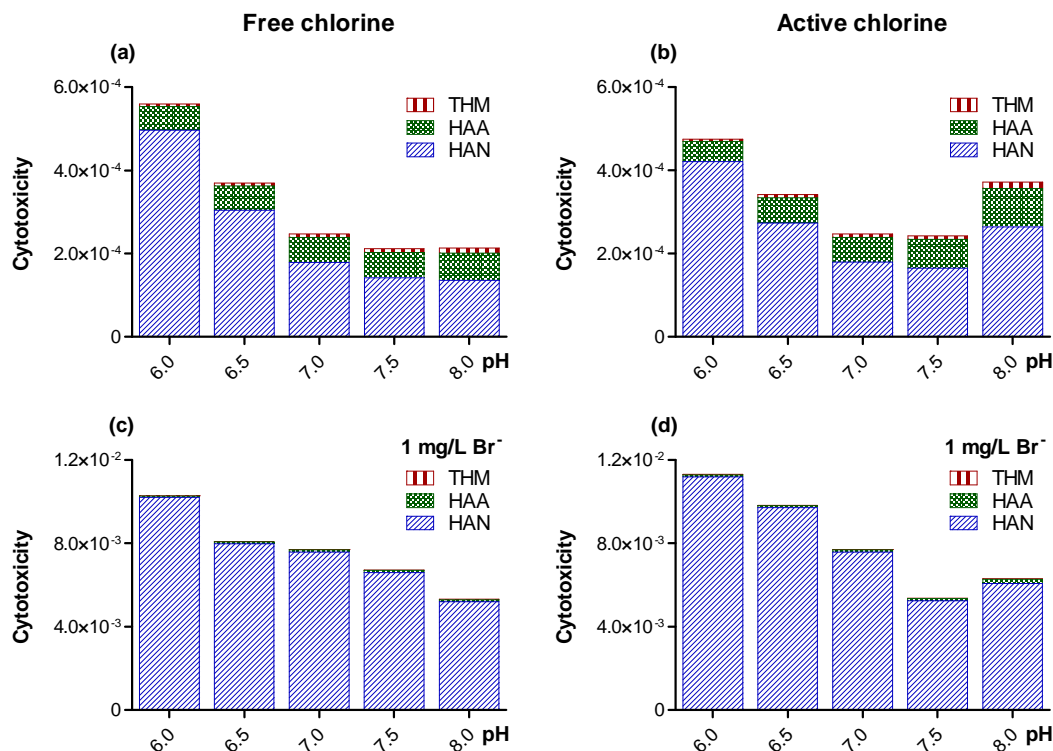 Free chlorine
Active chlorine
(a)
6.0×10⁻⁴
4.0×10⁻⁴
2.0×10⁻⁴
0
Cytotoxicity
THM
HAA
HAN
6.0 6.5 7.0 7.5 8.0 pH
(b)
6.0×10⁻⁴
4.0×10⁻⁴
2.0×10⁻⁴
0
Cytotoxicity
THM
HAA
HAN
6.0 6.5 7.0 7.5 8.0 pH
(c)
1 mg/L Br⁻
1.2×10⁻²
8.0×10⁻³
4.0×10⁻³
0
Cytotoxicity
THM
HAA
HAN
6.0 6.5 7.0 7.5 8.0 pH
(d)
1 mg/L Br⁻
1.2×10⁻²
8.0×10⁻³
4.0×10⁻³
0
Cytotoxicity
THM
HAA
HAN
6.0 6.5 7.0 7.5 8.0 pH